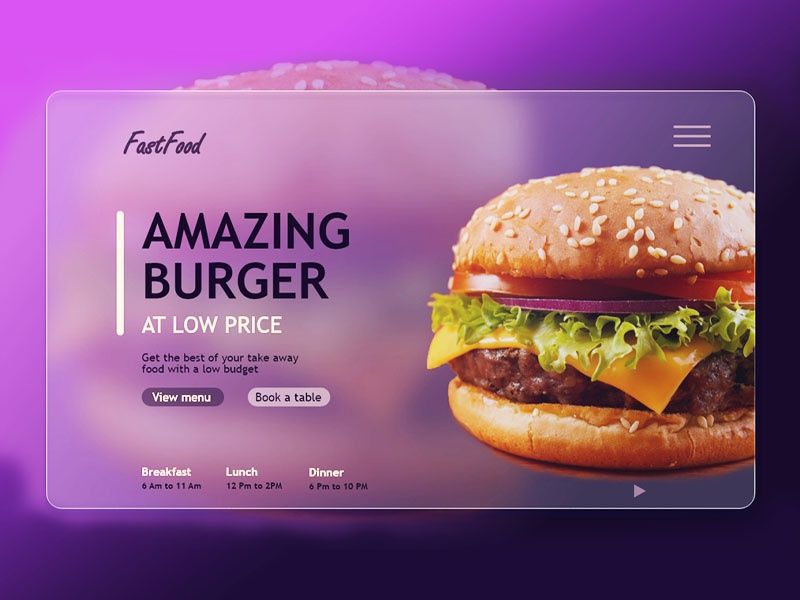 FastFood
AMAZING
BURGER
AT LOW PRICE
Get the best of your take away
food with a low budget
View menu
Book a table
Breakfast
Lunch
Dinner
6 Am to 11 Am
12 Pm to 2PM
6 Pm to 10 PM